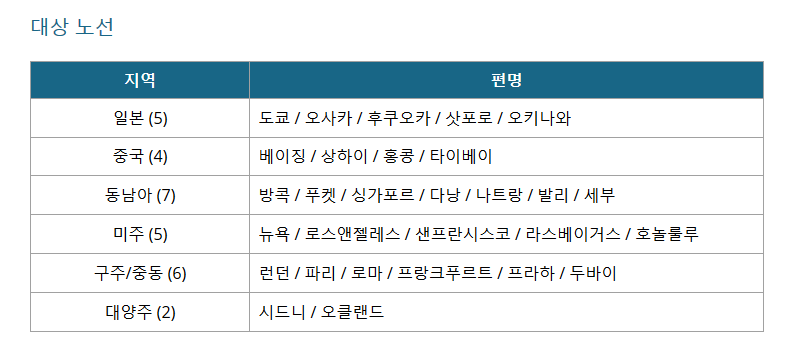 대상 노선
지역 편명
일본 (5) 도쿄 / 오사카 / 후쿠오카 / 삿포로 / 오키나와
중국 (4) 베이징 / 상하이 / 홍콩 / 타이베이
동남아 (7) 방콕 / 푸켓 / 싱가포르 / 다낭 / 나트랑 / 발리 / 세부
미주 (5) 뉴욕 / 로스앤젤레스 / 샌프란시스코 / 라스베이거스 / 호놀룰루
구주/중동 (6) 런던 / 파리 / 로마 / 프랑크푸르트 / 프라하 / 두바이
대양주 (2) 시드니 / 오클랜드